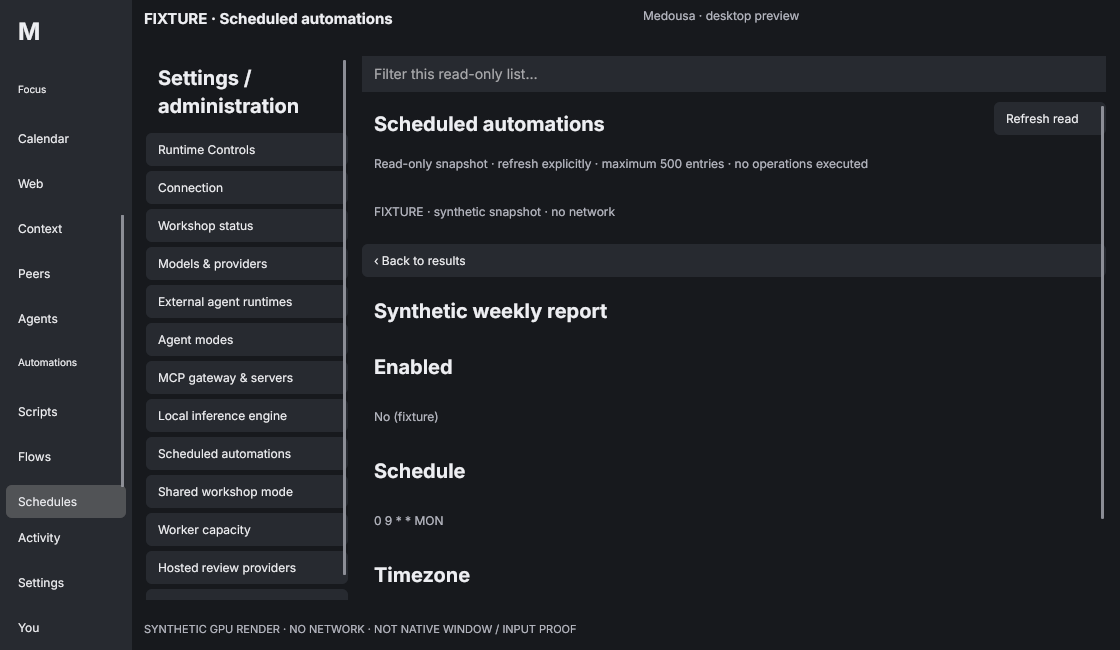 M
FIXTURE · Scheduled automations
Medousa · desktop preview
Focus
Calendar
Web
Context
Peers
Agents
Automations
Scripts
Flows
Schedules
Activity
Settings
You
Settings /
administration
Runtime Controls
Connection
Workshop status
Models & providers
External agent runtimes
Agent modes
MCP gateway & servers
Local inference engine
Scheduled automations
Shared workshop mode
Worker capacity
Hosted review providers
Filter this read-only list...
Scheduled automations
Refresh read
Read-only snapshot · refresh explicitly · maximum 500 entries · no operations executed
FIXTURE · synthetic snapshot · no network
‹ Back to results
Synthetic weekly report
Enabled
No (fixture)
Schedule
0 9 * * MON
Timezone
SYNTHETIC GPU RENDER · NO NETWORK · NOT NATIVE WINDOW / INPUT PROOF